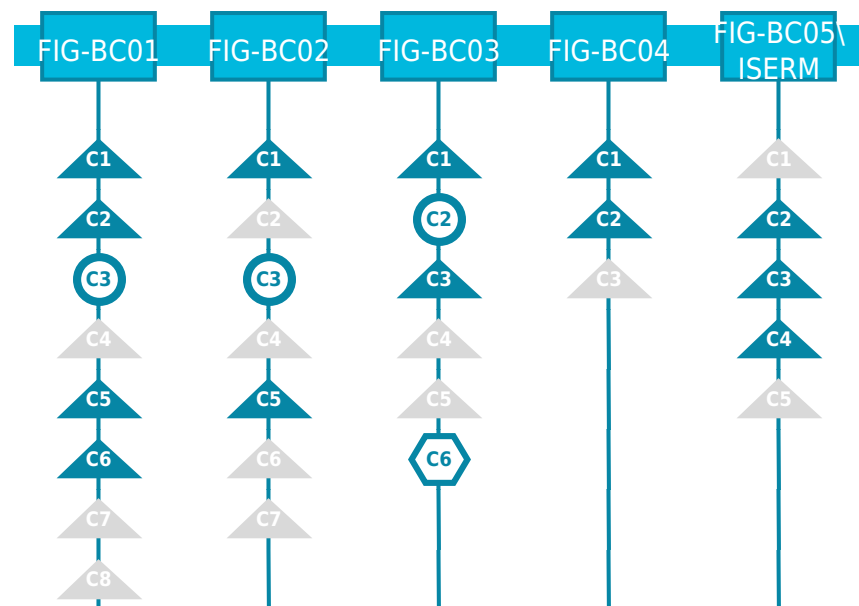 FIG-BC01
FIG-BC02
FIG-BC03
FIG-BC04
FIG-BC05\
ISERM
C1
C2
C3
C4
C5
C6
C7
C8
C1
C2
C3
C4
C5
C6
C7
C1
C2
C3
C4
C5
C6
C1
C2
C3
C1
C2
C3
C4
C5